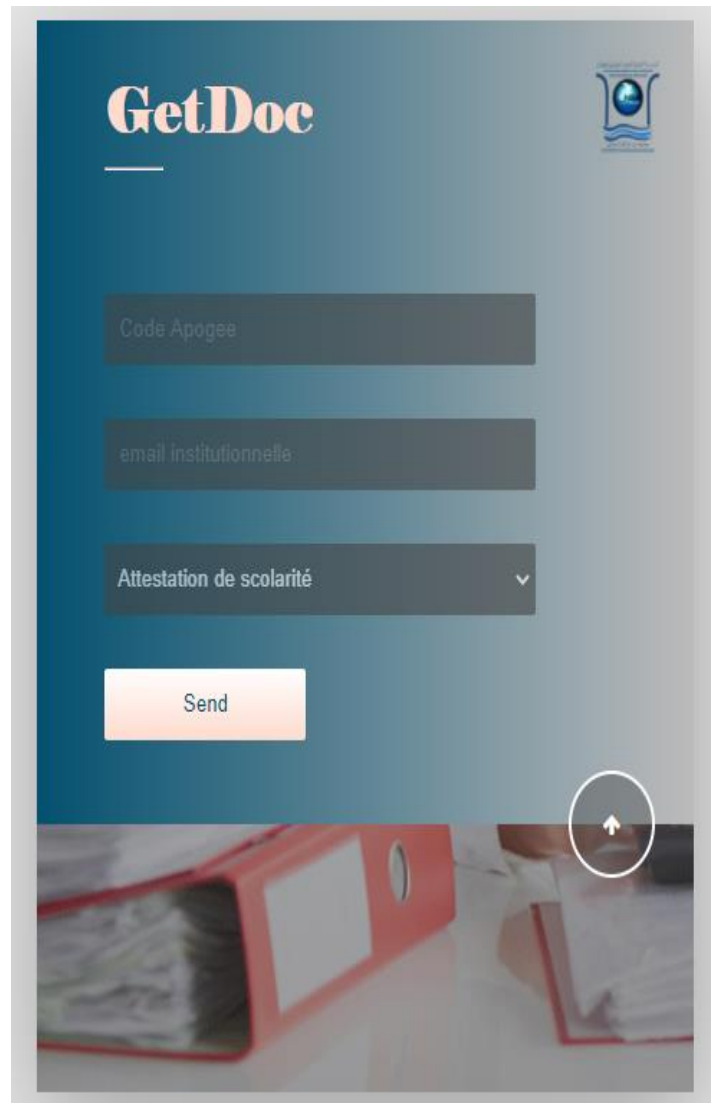 GetDoc
Code Apogee
email institutionnelle
Attestation de scolarité
Send